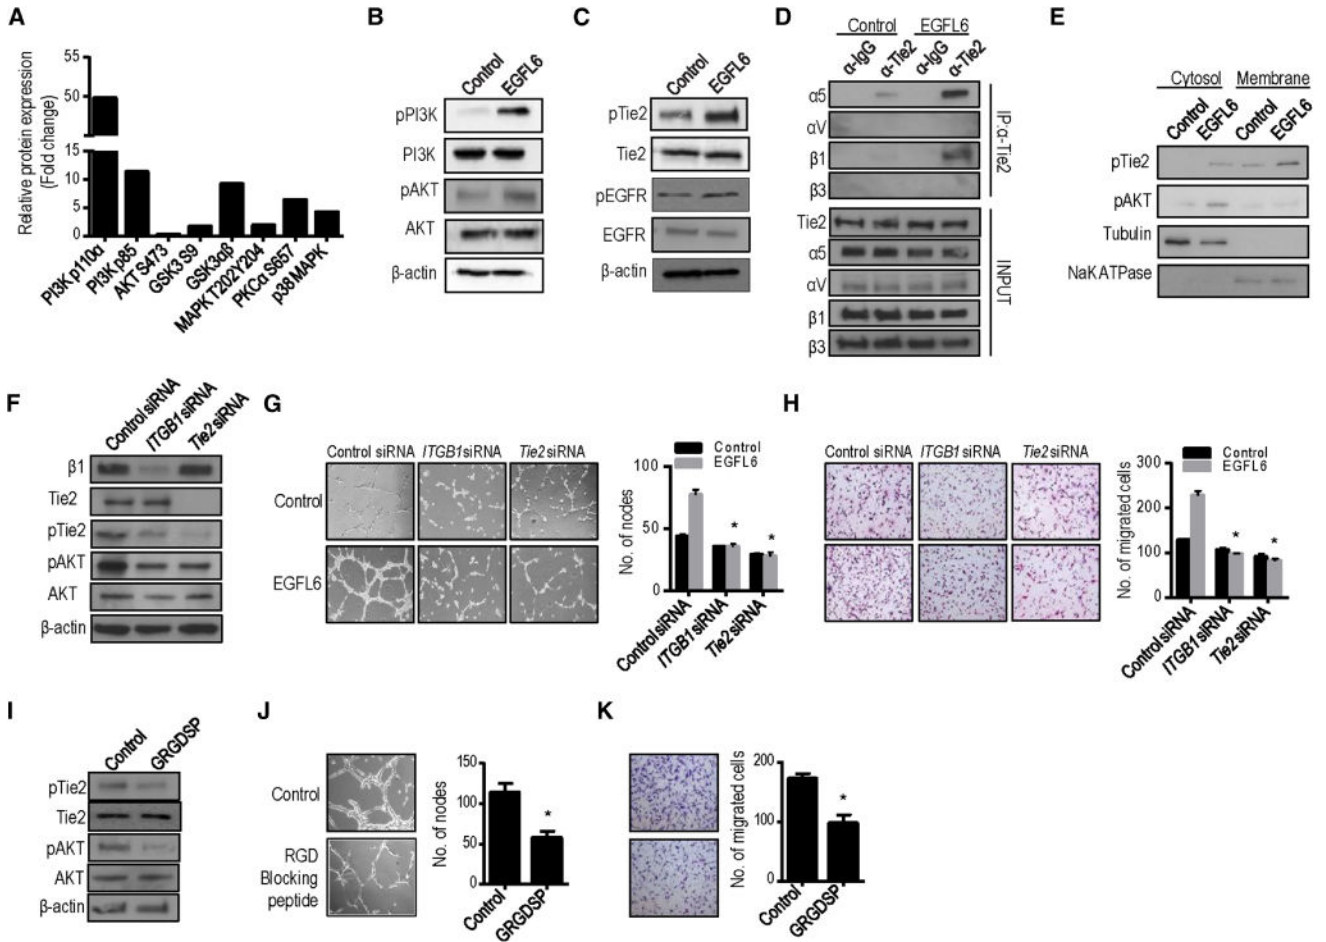 A
Relative protein expression
(Fold change)
55
50
15
10
5
0
PI3K p110α
PI3K p85
AKT S473
GSK3 S9
GSK3αβ
MAPKT202Y204
PKCα S657
p38 MAPK
B
Control
EGFL6
pPI3K
PI3K
pAKT
AKT
β-actin
C
Control
EGFL6
pTie2
Tie2
pEGFR
EGFR
β-actin
D
Control
EGFL6
α-IgG
α-Tie2
α-IgG
α-Tie2
α5
αV
β1
β3
IP:α-Tie2
Tie2
α5
αV
β1
β3
INPUT
E
Cytosol
Membrane
Control
EGFL6
Control
EGFL6
pTie2
pAKT
Tubulin
NaKATPase
F
Control siRNA
ITGB1 siRNA
Tie2 siRNA
β1
Tie2
pTie2
pAKT
AKT
β-actin
G
Control siRNA
ITGB1 siRNA
Tie2 siRNA
Control
EGFL6
Control
EGFL6
No. of nodes
100
50
0
*
*
Control siRNA
ITGB1 siRNA
Tie2 siRNA
H
Control siRNA
ITGB1 siRNA
Tie2 siRNA
Control
EGFL6
No. of migrated cells
300
200
100
0
*
*
Control siRNA
ITGB1 siRNA
Tie2 siRNA
I
Control
GRGDSP
pTie2
Tie2
pAKT
AKT
β-actin
J
Control
RGD
Blocking
peptide
No. of nodes
150
100
50
0
*
Control
GRGDSP
K
No. of migrated cells
200
100
0
*
Control
GRGDSP